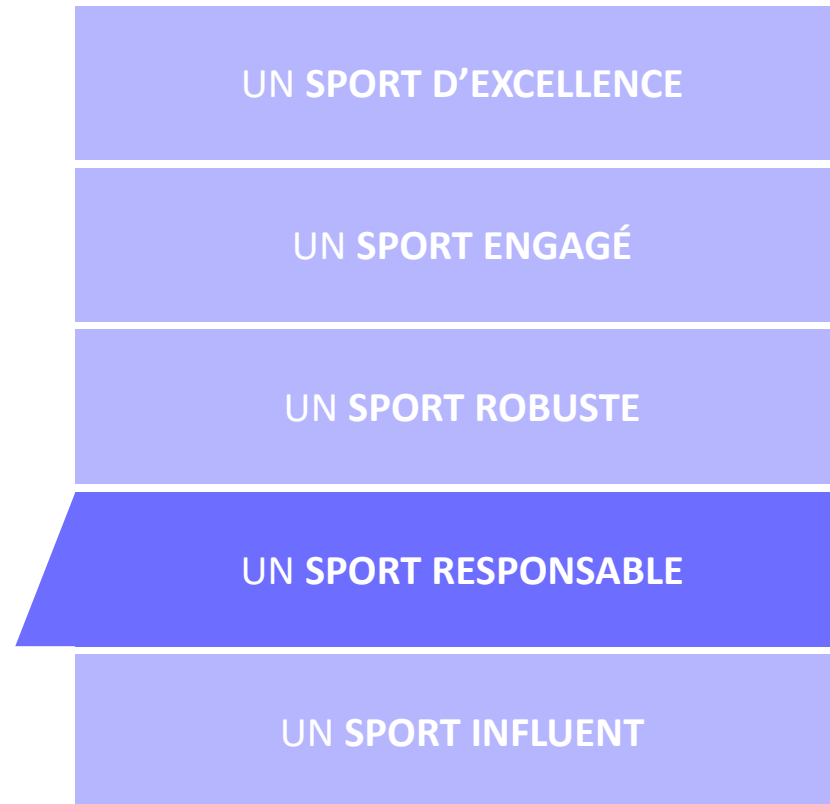 UN SPORT D’EXCELLENCE
UN SPORT ENGAGÉ
UN SPORT ROBUSTE
UN SPORT RESPONSABLE
UN SPORT INFLUENT